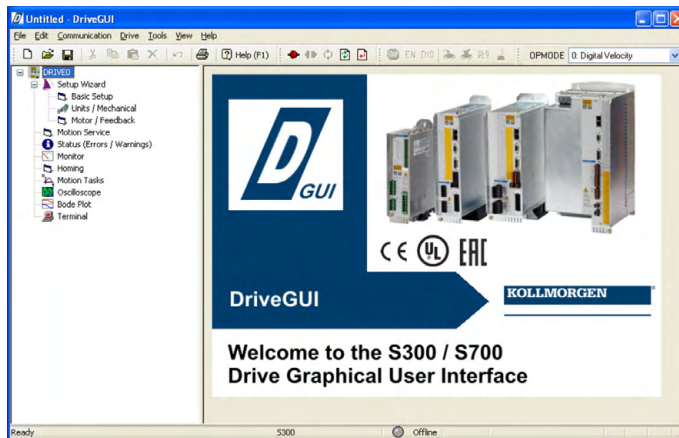 Untitled - DriveGUI
File Edit Communication Drive Tools View Help
Help (F1) EN DIS OPMODE 0: Digital Velocity
DRIVE0
Setup Wizard
Basic Setup
Units / Mechanical
Motor / Feedback
Motion Service
Status (Errors / Warnings)
Monitor
Homing
Motion Tasks
Oscilloscope
Bode Plot
Terminal
D
GUI
CE UL EAC
DriveGUI
KOLLMORGEN
Welcome to the S300 / S700
Drive Graphical User Interface
Ready S300 Offline